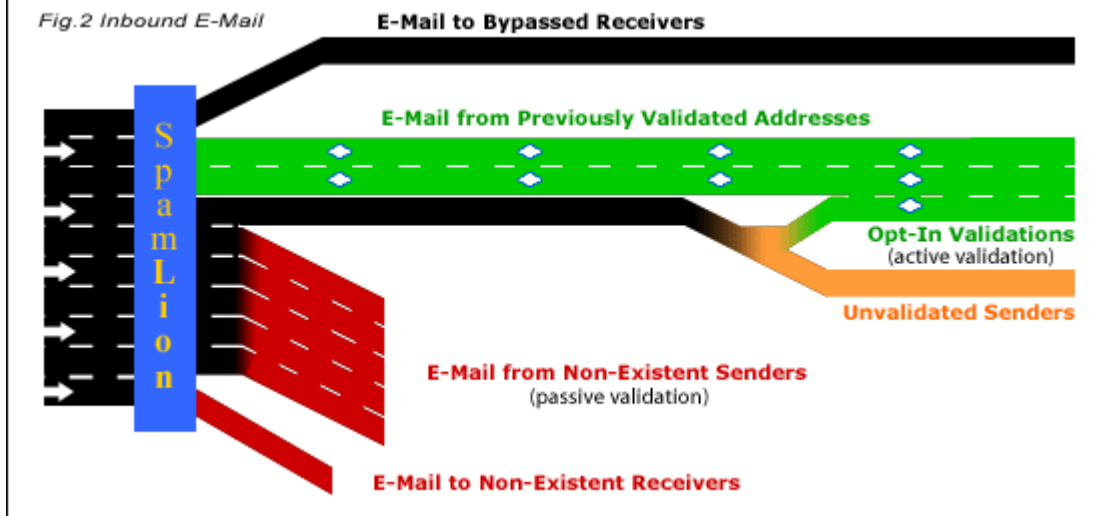 Fig.2 Inbound E-Mail
E-Mail to Bypassed Receivers
SpamLion
E-Mail from Previously Validated Addresses
Opt-In Validations
(active validation)
Unvalidated Senders
E-Mail from Non-Existent Senders
(passive validation)
E-Mail to Non-Existent Receivers